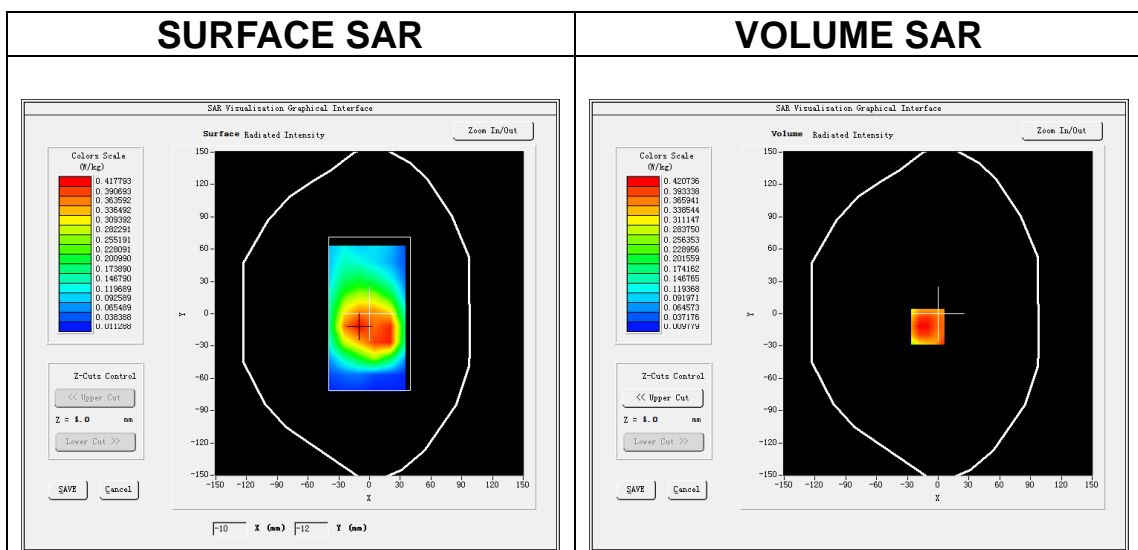 SURFACE SAR
VOLUME SAR
SAR Visualisation Graphical Interface
Surface Radiated Intensity
Zoom In/Out
Colors Scale
(W/kg)
0.417793
0.390693
0.363592
0.336492
0.309392
0.282291
0.255191
0.228091
0.200990
0.173890
0.146790
0.119689
0.092589
0.065489
0.038388
0.011288
150
120
90
60
30
0
-30
-60
-90
-120
-150
Y
-150 -120 -90 -60 -30 0 30 60 90 120 150
X
Z-Cuts Control
<< Upper Cut
Z = 4.0 mm
Lower Cut >>
SAVE Cancel
-10 X (mm) -12 Y (mm)
SAR Visualisation Graphical Interface
Volume Radiated Intensity
Zoom In/Out
Colors Scale
(W/kg)
0.420736
0.393338
0.365941
0.338544
0.311147
0.283750
0.256353
0.228956
0.201559
0.174162
0.146765
0.119368
0.091971
0.064573
0.037176
0.009779
150
120
90
60
30
0
-30
-60
-90
-120
-150
Y
-150 -120 -90 -60 -30 0 30 60 90 120 150
X
Z-Cuts Control
<< Upper Cut
Z = 4.0 mm
Lower Cut >>
SAVE Cancel